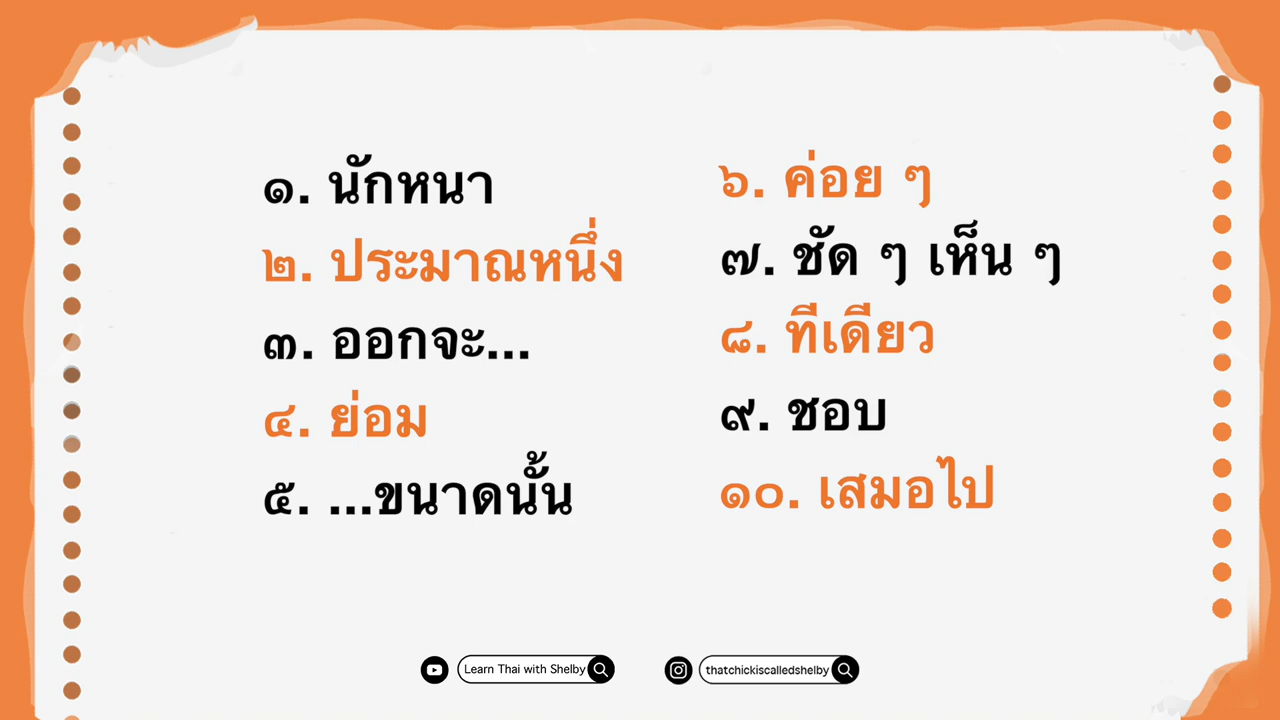 ๑. นักหนา
๒. ประมาณหนึ่ง
๓. ออกจะ...
๔. ย่อม
๕. ...ขนาดนั้น
๖. ค่อย ๆ
๗. ชัด ๆ เห็น ๆ
๘. ทีเดียว
๙. ชอบ
๑๐. เสมอไป
Learn Thai with Shelby
thatchickiscalledshelby